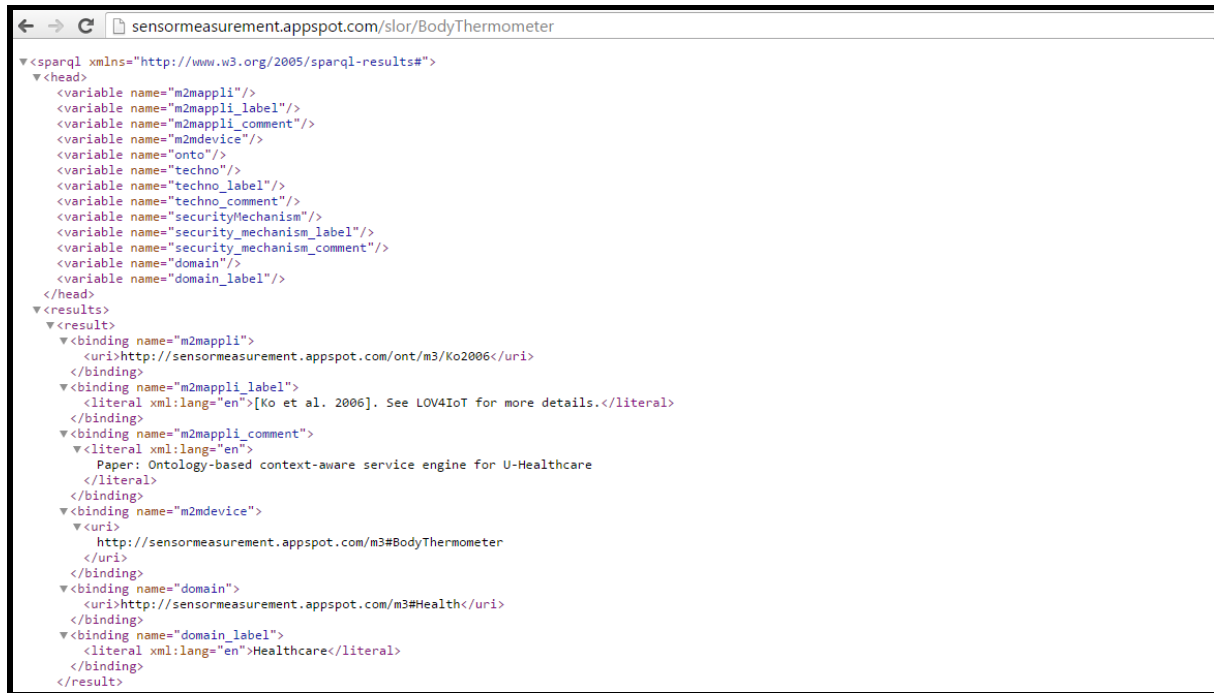 sensormeasurement.appspot.com/slor/BodyThermometer
▼<sparql xmlns="http://www.w3.org/2005/sparql-results#">
▼<head>
<variable name="m2mappli"/>
<variable name="m2mappli_label"/>
<variable name="m2mappli_comment"/>
<variable name="m2mdevice"/>
<variable name="onto"/>
<variable name="techno"/>
<variable name="techno_label"/>
<variable name="techno_comment"/>
<variable name="securityMechanism"/>
<variable name="security_mechanism_label"/>
<variable name="security_mechanism_comment"/>
<variable name="domain"/>
<variable name="domain_label"/>
</head>
▼<results>
▼<result>
▼<binding name="m2mappli">
<uri>http://sensormeasurement.appspot.com/ont/m3/Ko2006</uri>
</binding>
▼<binding name="m2mappli_label">
<literal xml:lang="en">[Ko et al. 2006]. See LOV4IoT for more details.</literal>
</binding>
▼<binding name="m2mappli_comment">
▼<literal xml:lang="en">
Paper: Ontology-based context-aware service engine for U-Healthcare
</literal>
</binding>
▼<binding name="m2mdevice">
▼<uri>
http://sensormeasurement.appspot.com/m3#BodyThermometer
</uri>
</binding>
▼<binding name="domain">
<uri>http://sensormeasurement.appspot.com/m3#Health</uri>
</binding>
▼<binding name="domain_label">
<literal xml:lang="en">Healthcare</literal>
</binding>
</result>